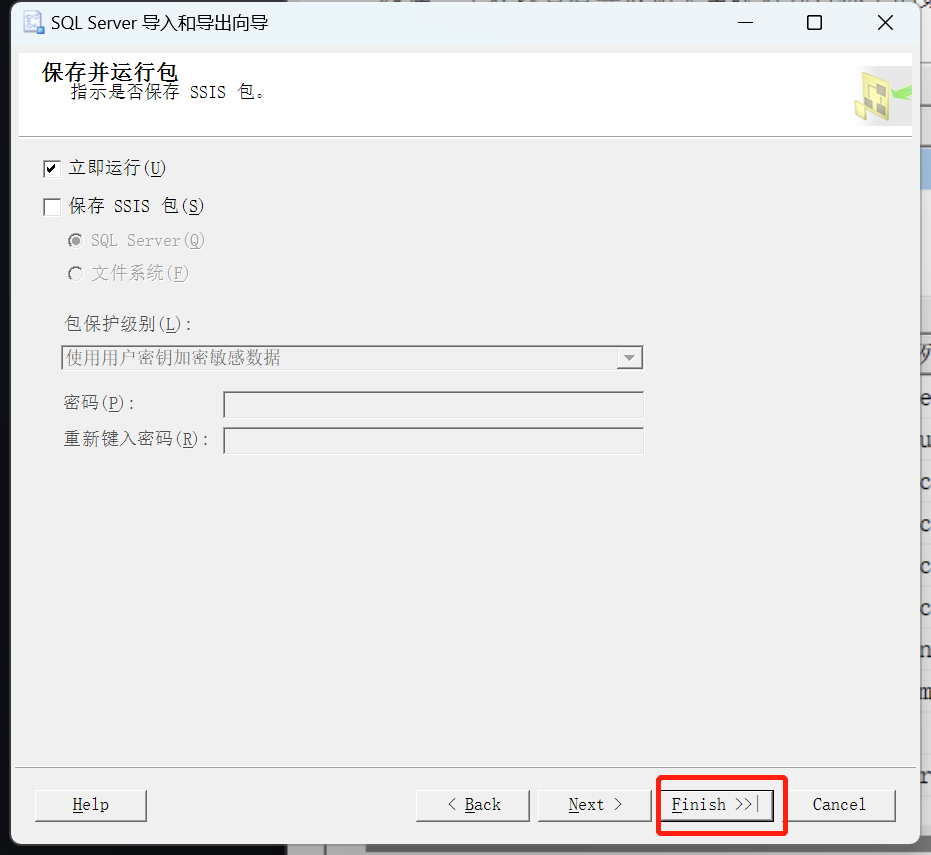 SQL Server 导入和导出向导
保存并运行包
指示是否保存 SSIS 包。
立即运行(U)
保存 SSIS 包(S)
SQL Server(Q)
文件系统(F)
包保护级别(L):
使用用户密钥加密敏感数据
密码(P):
重新键入密码(R):
Help
< Back
Next >
Finish >>|
Cancel